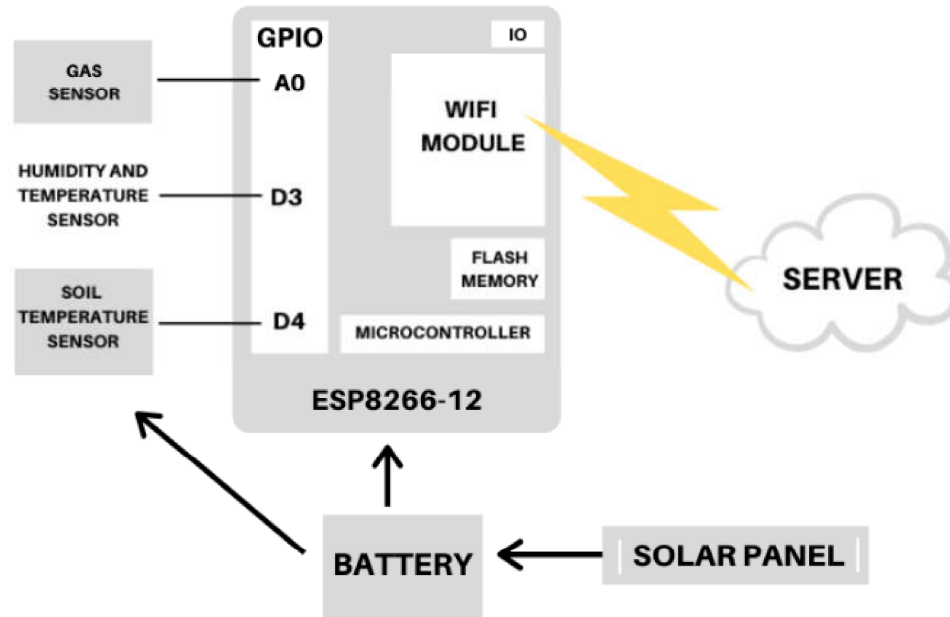 GAS
SENSOR
HUMIDITY AND
TEMPERATURE
SENSOR
SOIL
TEMPERATURE
SENSOR
GPIO
A0
D3
D4
IO
WIFI
MODULE
FLASH
MEMORY
MICROCONTROLLER
ESP8266-12
SERVER
BATTERY
SOLAR PANEL